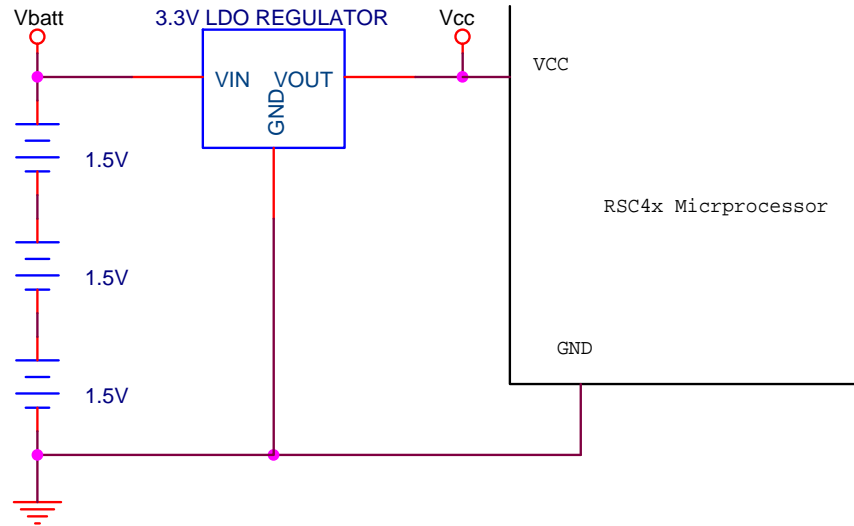 Vbatt
3.3V LDO REGULATOR
Vcc
VIN
VOUT
GND
VCC
1.5V
RSC4x Micrprocessor
1.5V
GND
1.5V